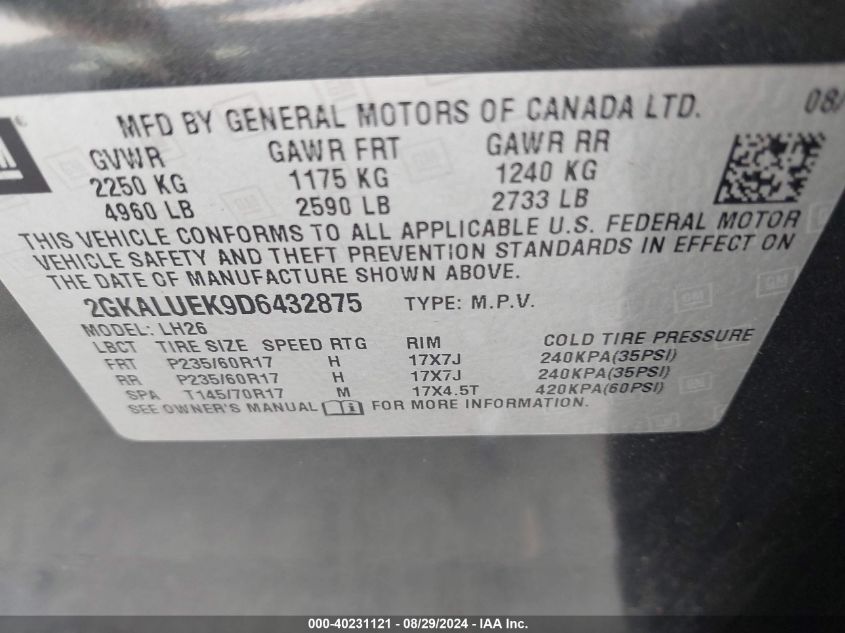 GM ®
MFD BY GENERAL MOTORS OF CANADA LTD. 08/
GVWR GAWR FRT GAWR RR
2250 KG 1175 KG 1240 KG
4960 LB 2590 LB 2733 LB
THIS VEHICLE CONFORMS TO ALL APPLICABLE U.S. FEDERAL MOTOR
VEHICLE SAFETY AND THEFT PREVENTION STANDARDS IN EFFECT ON
THE DATE OF MANUFACTURE SHOWN ABOVE.
2GKALUEK9D6432875 TYPE: M.P.V.
MODEL: LH26
LBCT TIRE SIZE SPEED RTG RIM COLD TIRE PRESSURE
FRT P235/60R17 H 17X7J 240KPA(35PSI)
RR P235/60R17 H 17X7J 240KPA(35PSI)
SPA T145/70R17 M 17X4.5T 420KPA(60PSI)
SEE OWNER'S MANUAL FOR MORE INFORMATION.
000-40231121 - 08/29/2024 - IAA Inc.